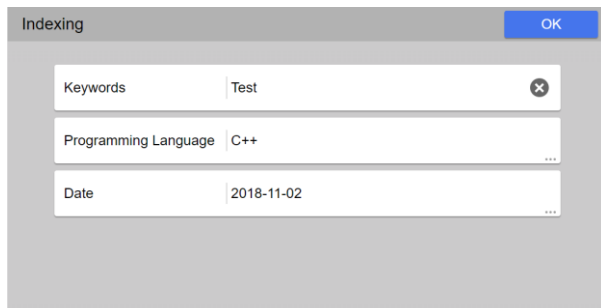 Indexing OK
Keywords Test
Programming Language C++
...
Date 2018-11-02
...